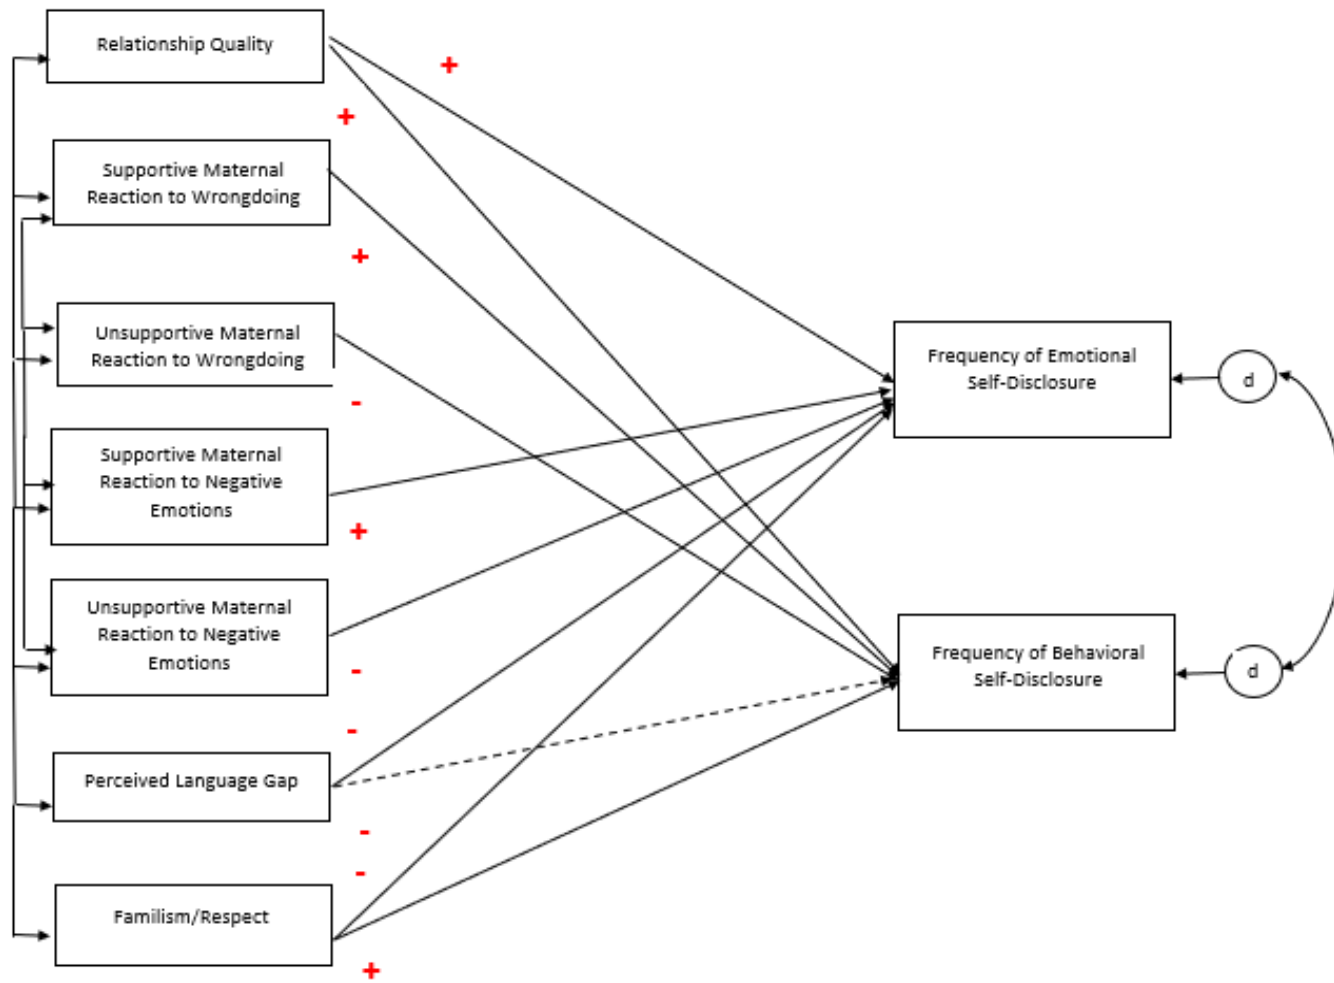 Relationship Quality
+
+
Supportive Maternal
Reaction to Wrongdoing
+
Unsupportive Maternal
Reaction to Wrongdoing
-
Supportive Maternal
Reaction to Negative
Emotions
+
Unsupportive Maternal
Reaction to Negative
Emotions
-
-
Perceived Language Gap
-
-
Familism/Respect
+
Frequency of Emotional
Self-Disclosure
d
Frequency of Behavioral
Self-Disclosure
d